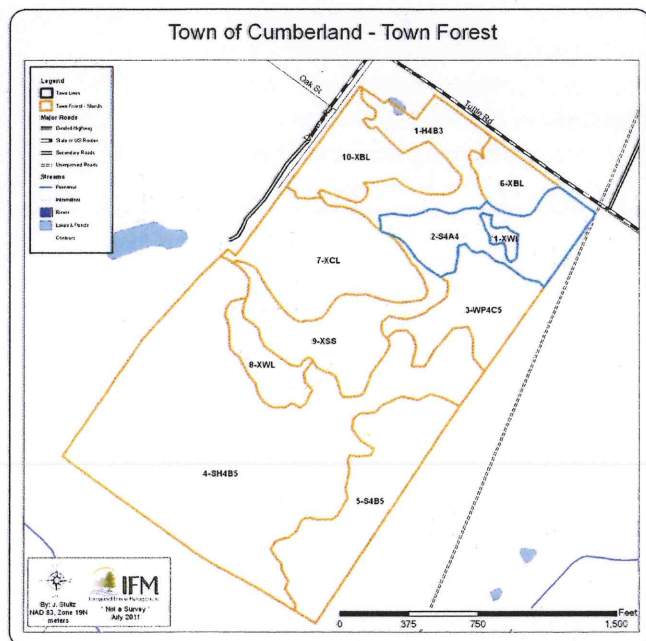 Town of Cumberland - Town Forest
Legend
Town Lines
Town Forest - Stands
Major Roads
Divided Highway
State or US Routes
Secondary Roads
Unimproved Roads
Streams
Perennial
Intermittent
Rivers
Lakes & Ponds
Contours
Oak St
Tuttle Rd
1-H4B3
10-XBL
6-XBL
2-S4A4
1-XWL
7-XCL
3-WP4C5
9-XSS
8-XWL
4-SH4B5
5-S4B5
By: J. Stultz
NAD 83, Zone 19N
meters
IFM
" Not a Survey "
July 2011
Feet
0 375 750 1,500